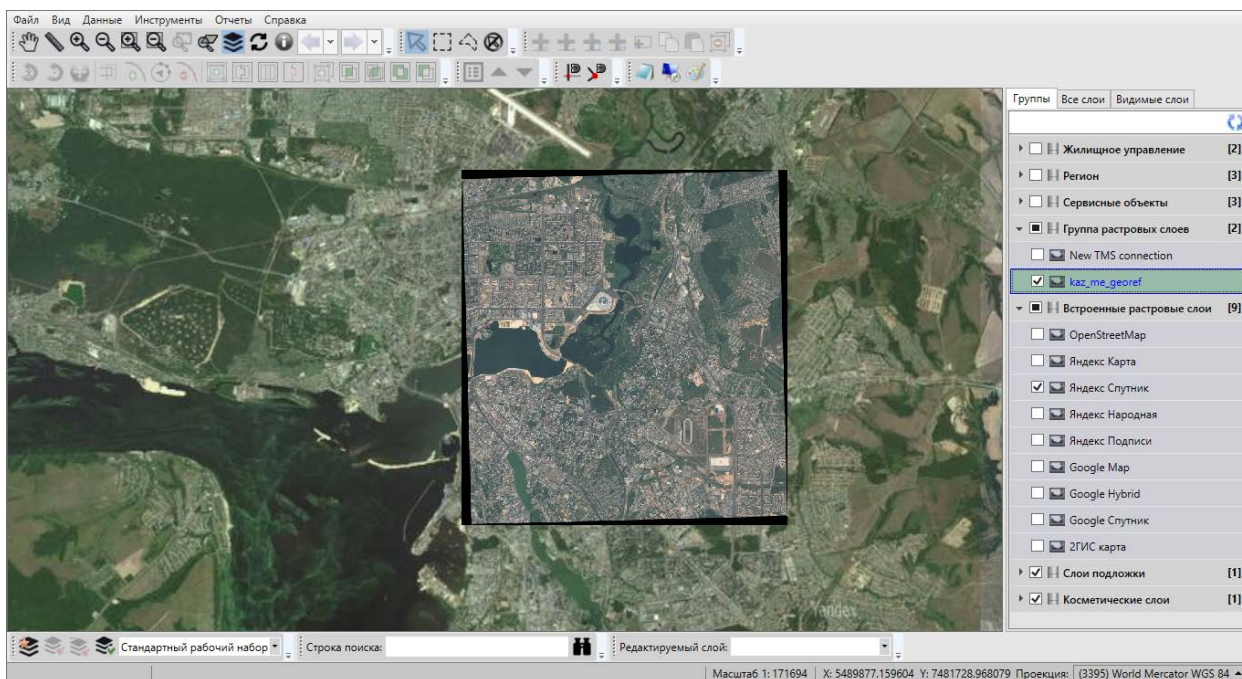 Файл Вид Данные Инструменты Отчеты Справка
Группы Все слои Видимые слои
Жилищное управление [2]
Регион [3]
Сервисные объекты [3]
Группа растровых слоев [2]
New TMS connection
kaz_me_georef
Встроенные растровые слои [9]
OpenStreetMap
Яндекс Карта
Яндекс Спутник
Яндекс Народная
Яндекс Подписи
Google Map
Google Hybrid
Google Спутник
2ГИС карта
Слои подложки [1]
Косметические слои [1]
Yandex
Стандартный рабочий набор Строка поиска: Редактируемый слой:
Масштаб 1: 171694 X: 5489877.159604 Y: 7481728.968079 Проекция: (3395) World Mercator WGS 84